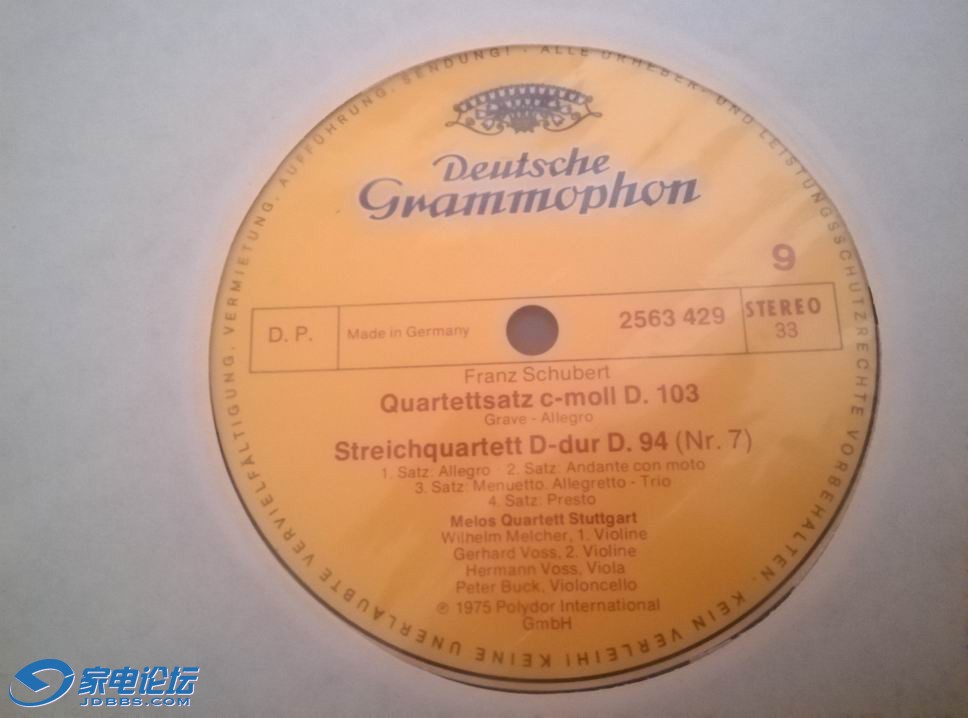 KEIN VERLEIH! KEINE UNERLAUBTE VERVIELFÄLTIGUNG, VERMIETUNG, AUFFÜHRUNG, SENDUNG! · ALLE URHEBER- UND LEISTUNGSSCHUTZRECHTE VORBEHALTEN.
Deutsche
Grammophon
9
D. P.
Made in Germany
2563 429
STEREO
33
Franz Schubert
Quartettsatz c-moll D. 103
Grave - Allegro
Streichquartett D-dur D. 94 (Nr. 7)
1. Satz: Allegro · 2. Satz: Andante con moto
3. Satz: Menuetto. Allegretto - Trio
4. Satz: Presto
Melos Quartett Stuttgart
Wilhelm Melcher, 1. Violine
Gerhard Voss, 2. Violine
Hermann Voss, Viola
Peter Buck, Violoncello
℗ 1975 Polydor International
GmbH
家电论坛
JDBBS.COM